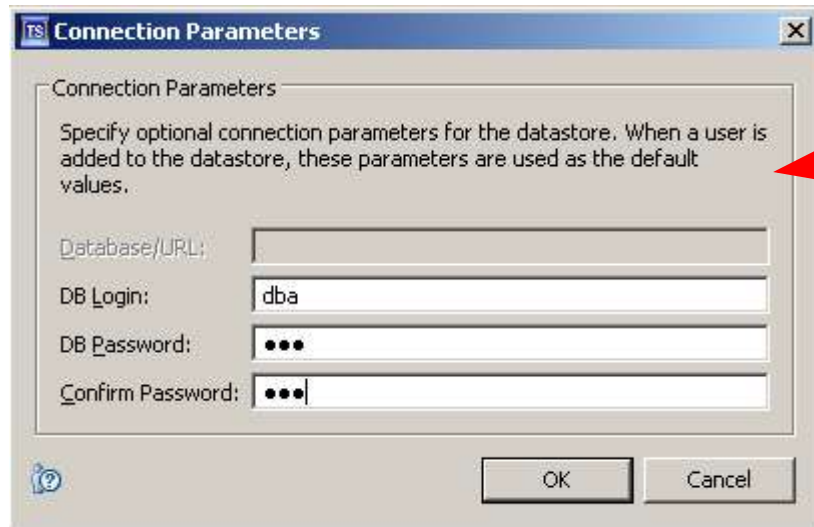 TS Connection Parameters
Connection Parameters
Specify optional connection parameters for the datastore. When a user is
added to the datastore, these parameters are used as the default
values.
Database/URL:
DB Login: dba
DB Password: ●●●
Confirm Password: ●●●
OK Cancel